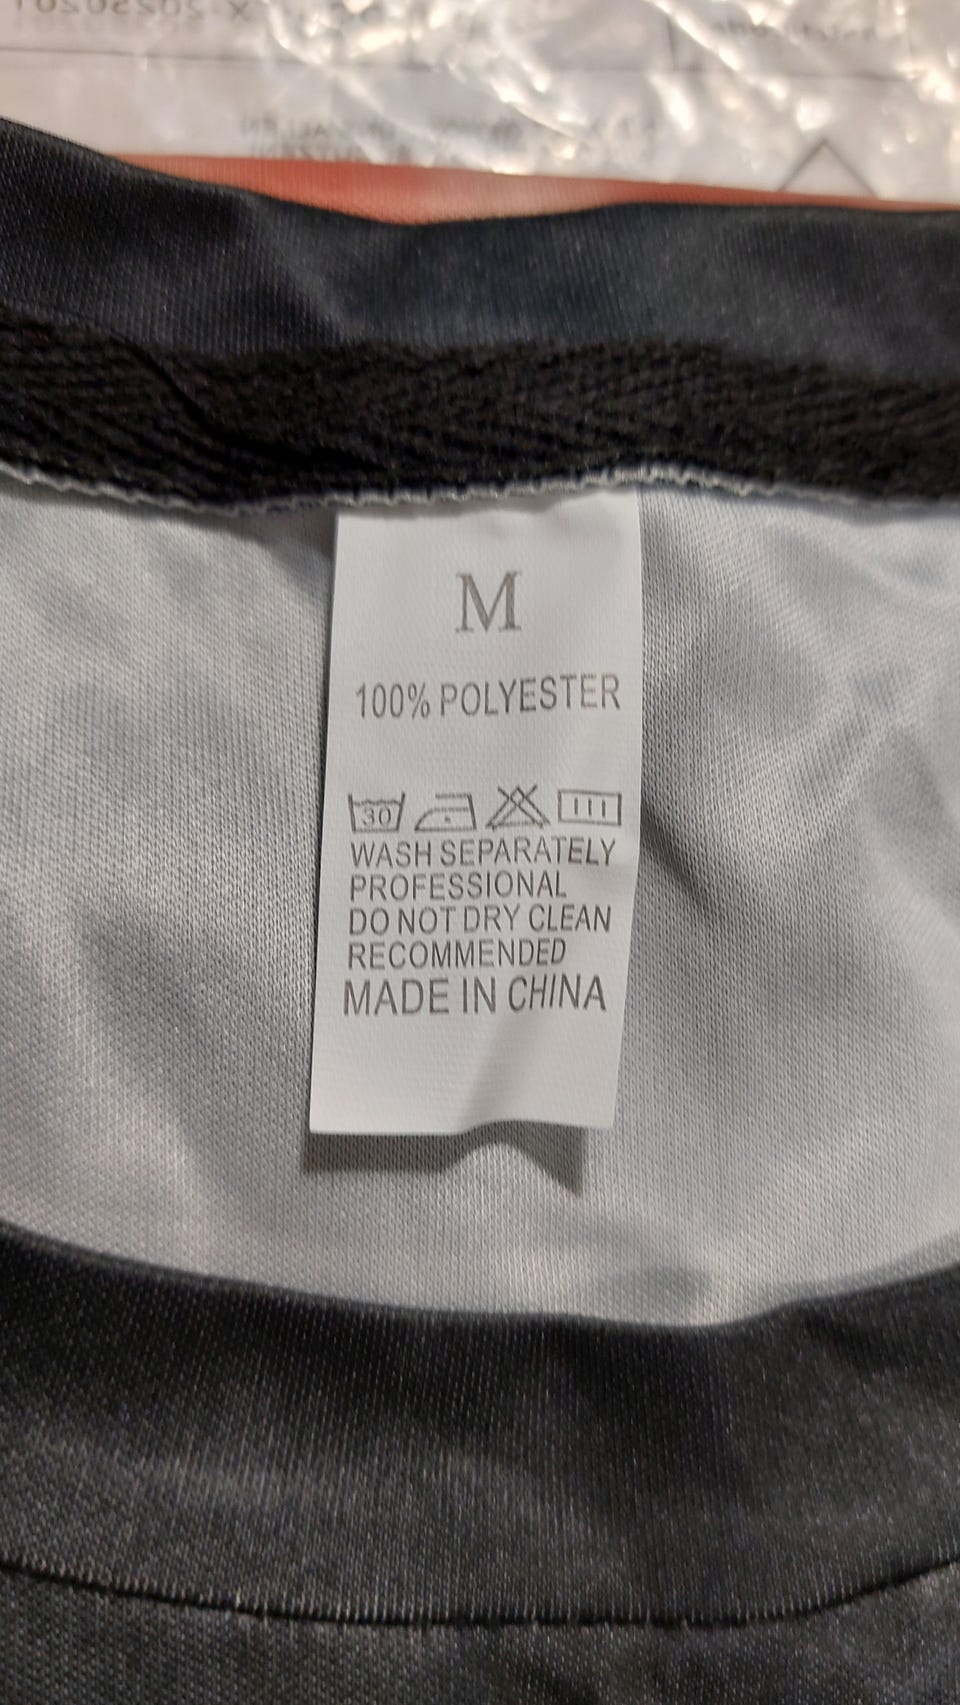 M
100% POLYESTER
30
WASH SEPARATELY
PROFESSIONAL
DO NOT DRY CLEAN
RECOMMENDED
MADE IN CHINA